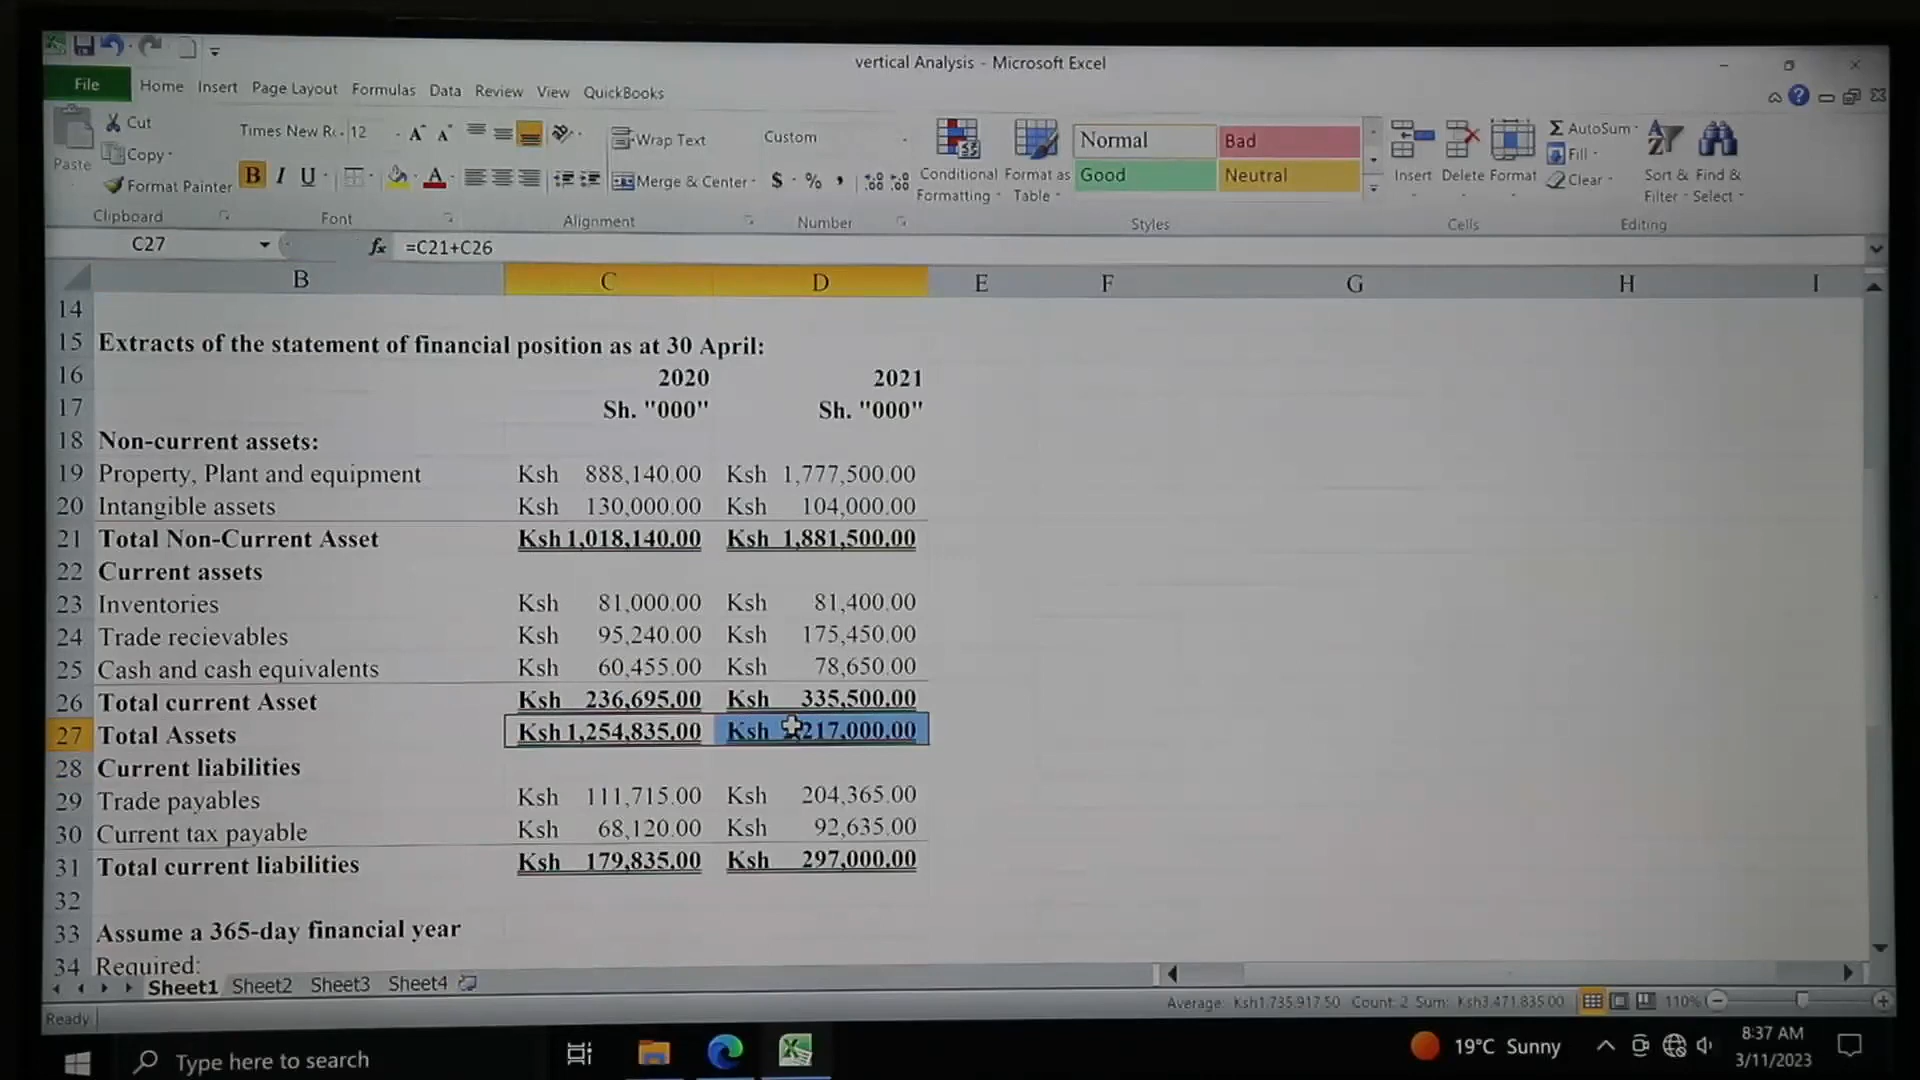 vertical Analysis - Microsoft Excel
File Home Insert Page Layout Formulas Data Review View QuickBooks
Cut
Copy
Format Painter
Paste
Clipboard
Times New Ro 12
B I U
Font
Wrap Text
Merge & Center
Alignment
Custom
$ % ,
Number
Conditional Formatting
Format as Table
Normal Bad
Good Neutral
Styles
Insert Delete Format
Cells
Σ AutoSum
Fill
Clear
Sort & Filter
Find & Select
Editing
C27 fx =C21+C26
B C D E F G H I
14
15 Extracts of the statement of financial position as at 30 April:
16 2020 2021
17 Sh. "000" Sh. "000"
18 Non-current assets:
19 Property, Plant and equipment Ksh 888,140.00 Ksh 1,777,500.00
20 Intangible assets Ksh 130,000.00 Ksh 104,000.00
21 Total Non-Current Asset Ksh 1,018,140.00 Ksh 1,881,500.00
22 Current assets
23 Inventories Ksh 81,000.00 Ksh 81,400.00
24 Trade recievables Ksh 95,240.00 Ksh 175,450.00
25 Cash and cash equivalents Ksh 60,455.00 Ksh 78,650.00
26 Total current Asset Ksh 236,695.00 Ksh 335,500.00
27 Total Assets Ksh 1,254,835.00 Ksh 217,000.00
28 Current liabilities
29 Trade payables Ksh 111,715.00 Ksh 204,365.00
30 Current tax payable Ksh 68,120.00 Ksh 92,635.00
31 Total current liabilities Ksh 179,835.00 Ksh 297,000.00
32
33 Assume a 365-day financial year
34 Required:
Sheet1 Sheet2 Sheet3 Sheet4
Ready Average: Ksh1,735,917.50 Count: 2 Sum: Ksh3,471,835.00 110%
Type here to search 19°C Sunny 8:37 AM
3/11/2023